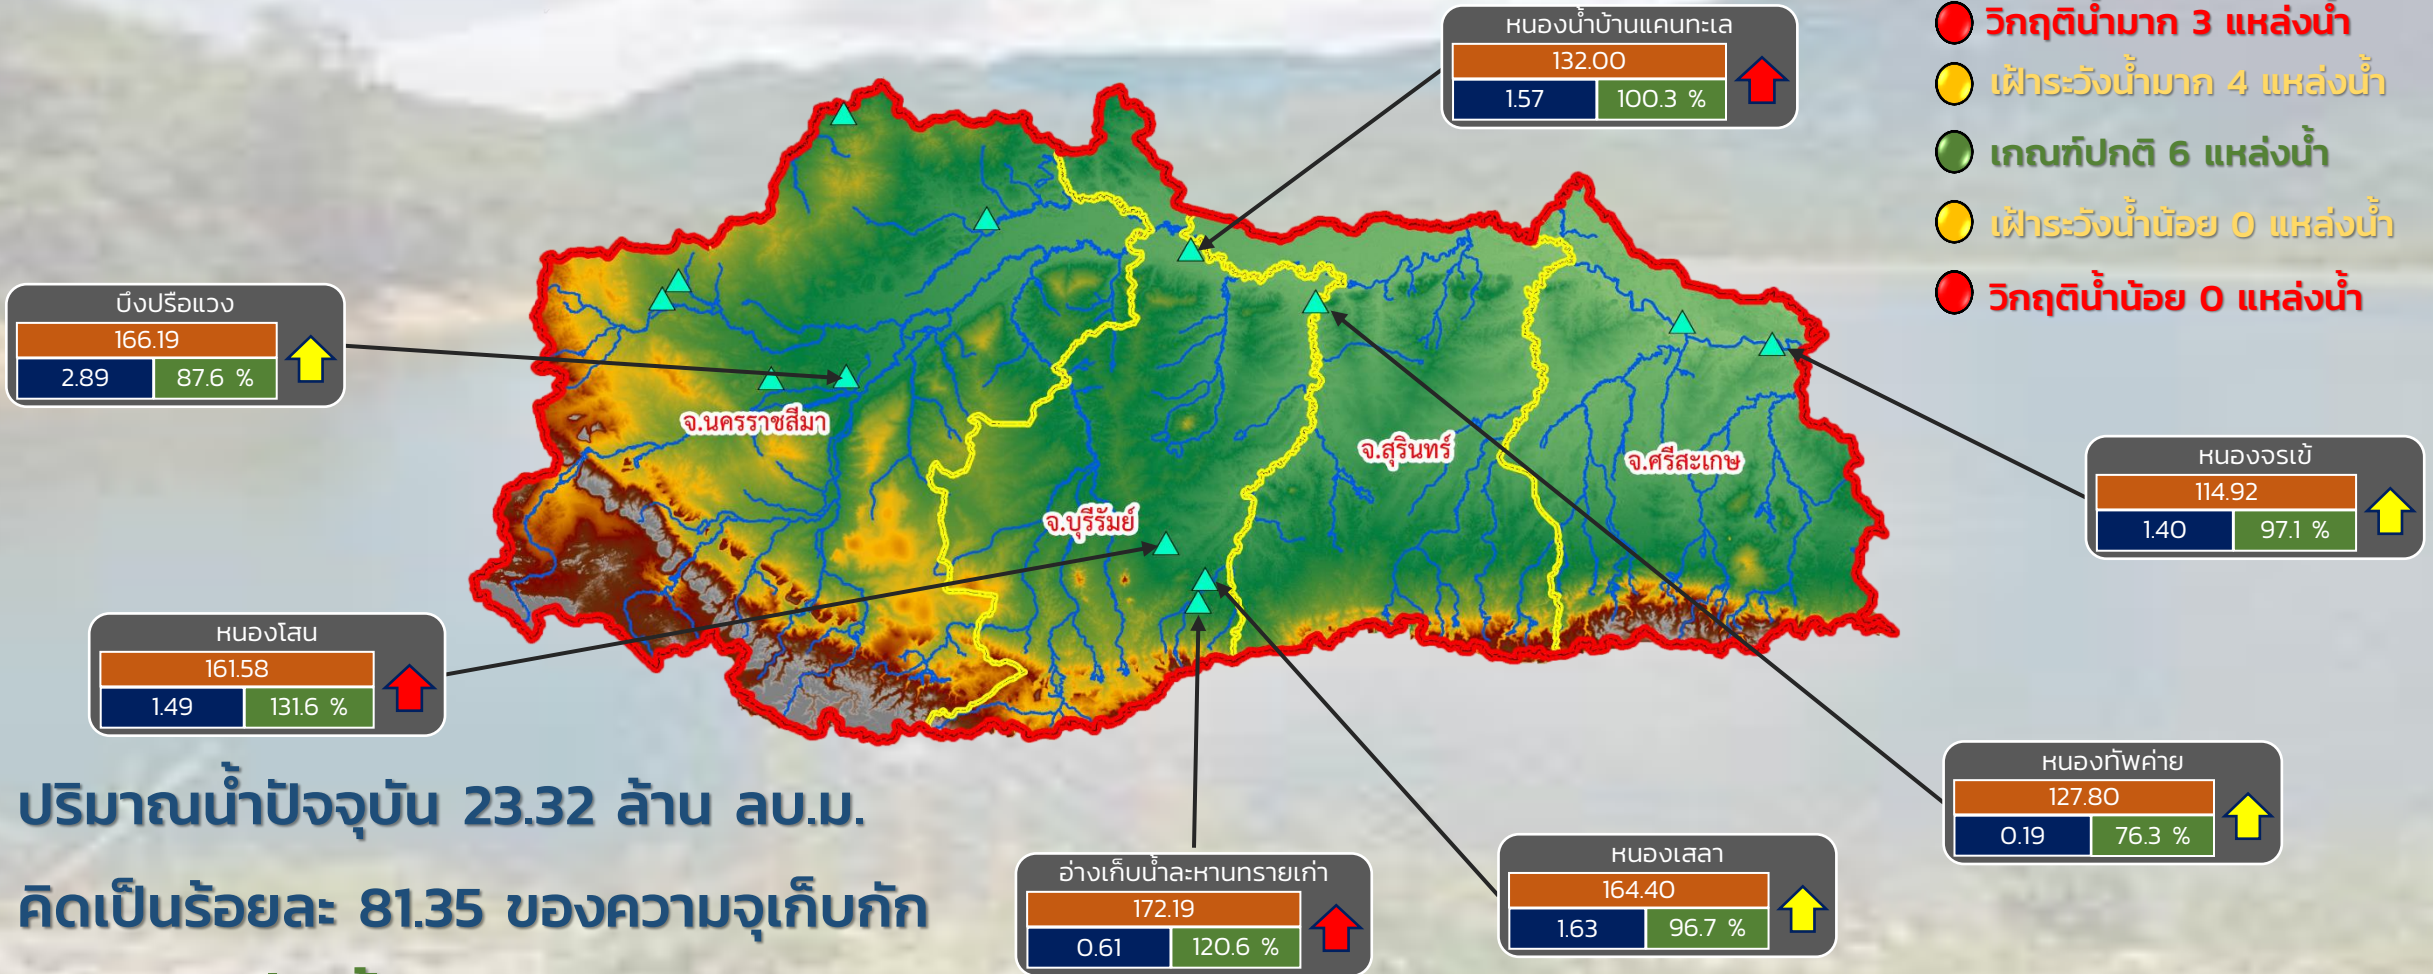 หนองน้ำบ้านแคนทะเล
132.00
1.57 100.3 %
วิกฤติน้ำมาก 3 แหล่งน้ำ
เฝ้าระวังน้ำมาก 4 แหล่งน้ำ
เกณฑ์ปกติ 6 แหล่งน้ำ
เฝ้าระวังน้ำน้อย 0 แหล่งน้ำ
วิกฤติน้ำน้อย 0 แหล่งน้ำ
บึงปรือแวง
166.19
2.89 87.6 %
จ.นครราชสีมา
จ.สุรินทร์
จ.ศรีสะเกษ
จ.บุรีรัมย์
หนองจรเข้
114.92
1.40 97.1 %
หนองโสน
161.58
1.49 131.6 %
หนองทัพค่าย
127.80
0.19 76.3 %
ปริมาณน้ำปัจจุบัน 23.32 ล้าน ลบ.ม.
คิดเป็นร้อยละ 81.35 ของความจุเก็บกัก
อ่างเก็บน้ำละหานทรายเก่า
172.19
0.61 120.6 %
หนองเสลา
164.40
1.63 96.7 %